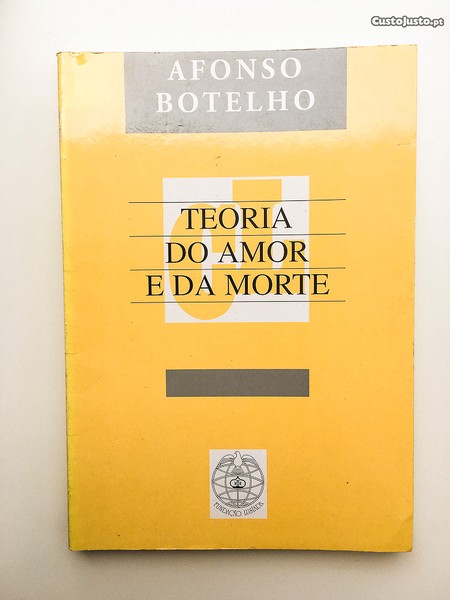 CustoJusto.pt
AFONSO
BOTELHO
TEORIA
DO AMOR
E DA MORTE
FUNDAÇÃO LUSÍADA